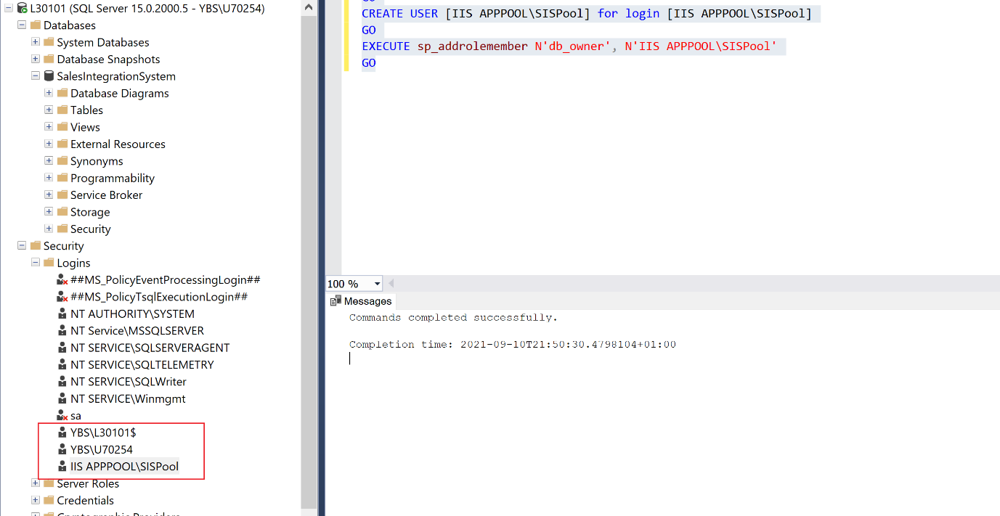 L30101 (SQL Server 15.0.2000.5 - YBS\U70254)
Databases
System Databases
Database Snapshots
SalesIntegrationSystem
Database Diagrams
Tables
Views
External Resources
Synonyms
Programmability
Service Broker
Storage
Security
Security
Logins
##MS_PolicyEventProcessingLogin##
##MS_PolicyTsqlExecutionLogin##
NT AUTHORITY\SYSTEM
NT Service\MSSQLSERVER
NT SERVICE\SQLSERVERAGENT
NT SERVICE\SQLTELEMETRY
NT SERVICE\SQLWriter
NT SERVICE\Winmgmt
sa
YBS\L30101$
YBS\U70254
IIS APPPOOL\SISPool
Server Roles
Credentials
CREATE USER [IIS APPPOOL\SISPool] for login [IIS APPPOOL\SISPool]
GO
EXECUTE sp_addrolemember N'db_owner', N'IIS APPPOOL\SISPool'
GO
100 %
Messages
Commands completed successfully.
Completion time: 2021-09-10T21:50:30.4798104+01:00